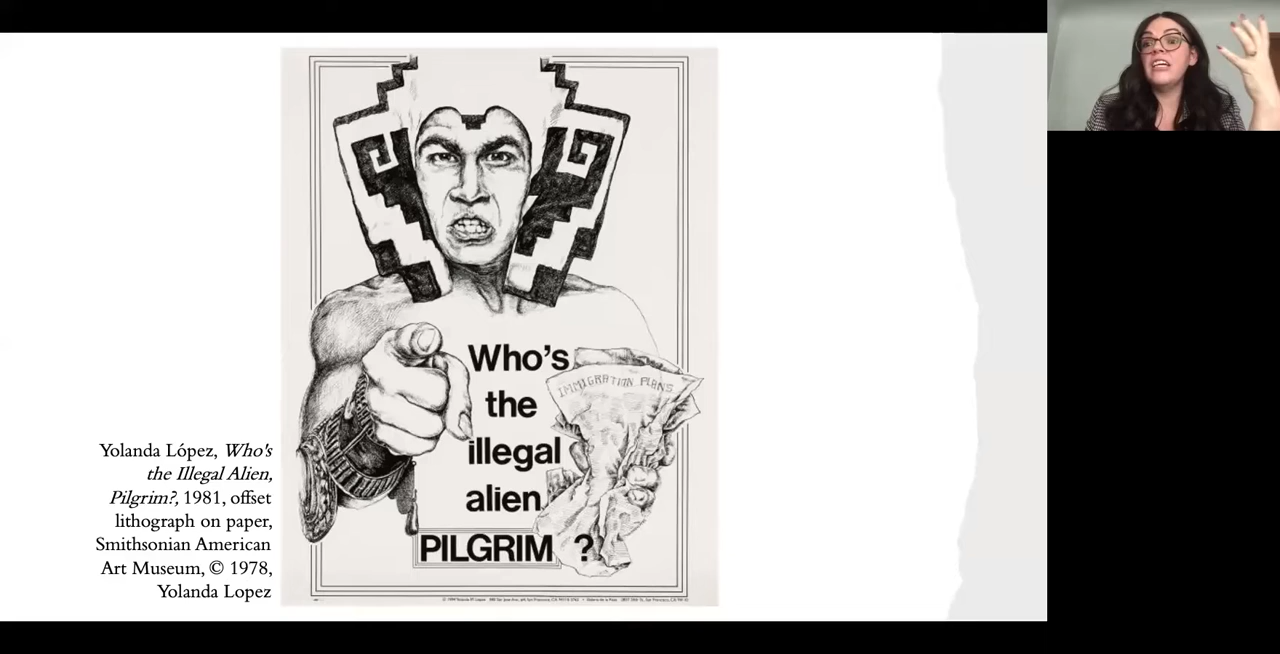 Yolanda López, Who's
the Illegal Alien,
Pilgrim?, 1981, offset
lithograph on paper,
Smithsonian American
Art Museum, © 1978,
Yolanda Lopez
IMMIGRATION PLANS
Who's
the
illegal
alien,
PILGRIM ?